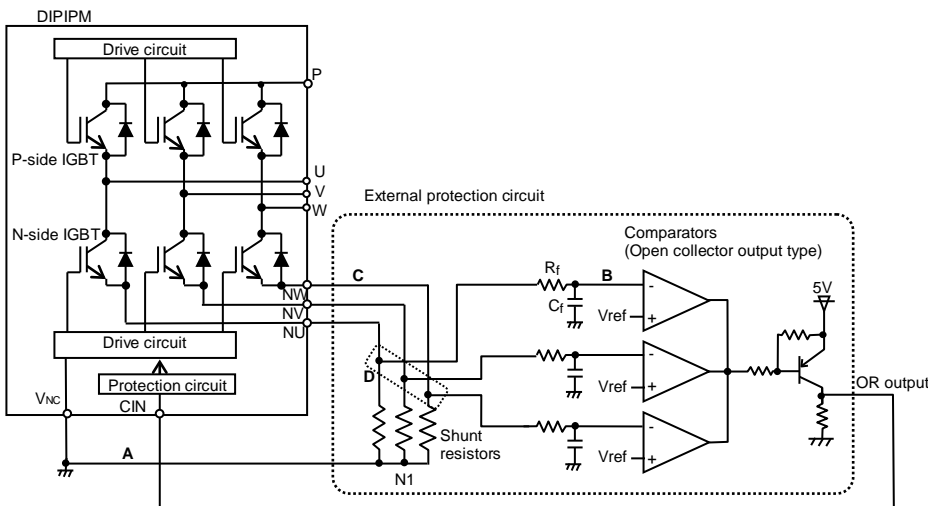 DIPIPM
Drive circuit
P
P-side IGBT
U
V
W
External protection circuit
N-side IGBT
Comparators
(Open collector output type)
C
Rf
B
Cf
-
Vref
+
5V
NW
NV
NU
Drive circuit
D
-
Vref
+
Protection circuit
OR output
VNC
CIN
Shunt
resistors
-
Vref
+
A
N1